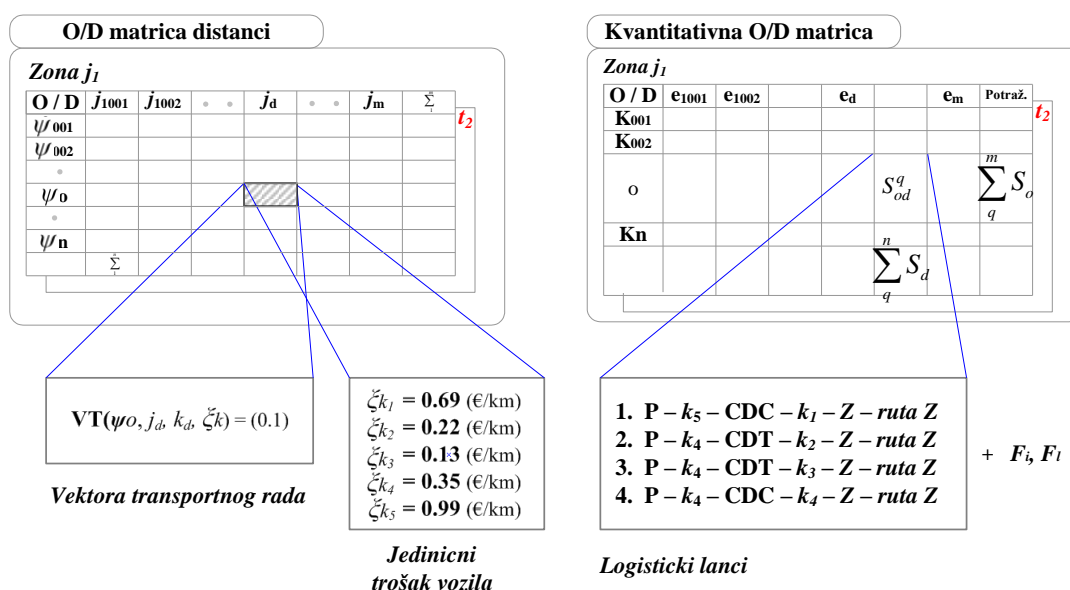 O/D matrica distanci
Zona j1
O / D j1001 j1002 • • jd • • jm Σ
t2
ψ001
ψ002
•
ψo
•
ψn
Σ
VT(ψo, jd, kd, ξk) = (0.1)
Vektora transportnog rada
ξk1 = 0.69 (€/km)
ξk2 = 0.22 (€/km)
ξk3 = 0.13 (€/km)
ξk4 = 0.35 (€/km)
ξk5 = 0.99 (€/km)
Jedinicni
trošak vozila
Kvantitativna O/D matrica
Zona j1
O / D e1001 e1002 ed em Potraž.
t2
K001
K002
o S^q_od ∑^m_q So
Kn
∑^n_q Sd
1. P – k5 – CDC – k1 – Z – ruta Z
2. P – k4 – CDT – k2 – Z – ruta Z
3. P – k4 – CDT – k3 – Z – ruta Z
4. P – k4 – CDC – k4 – Z – ruta Z
+ Fi, Fl
Logisticki lanci